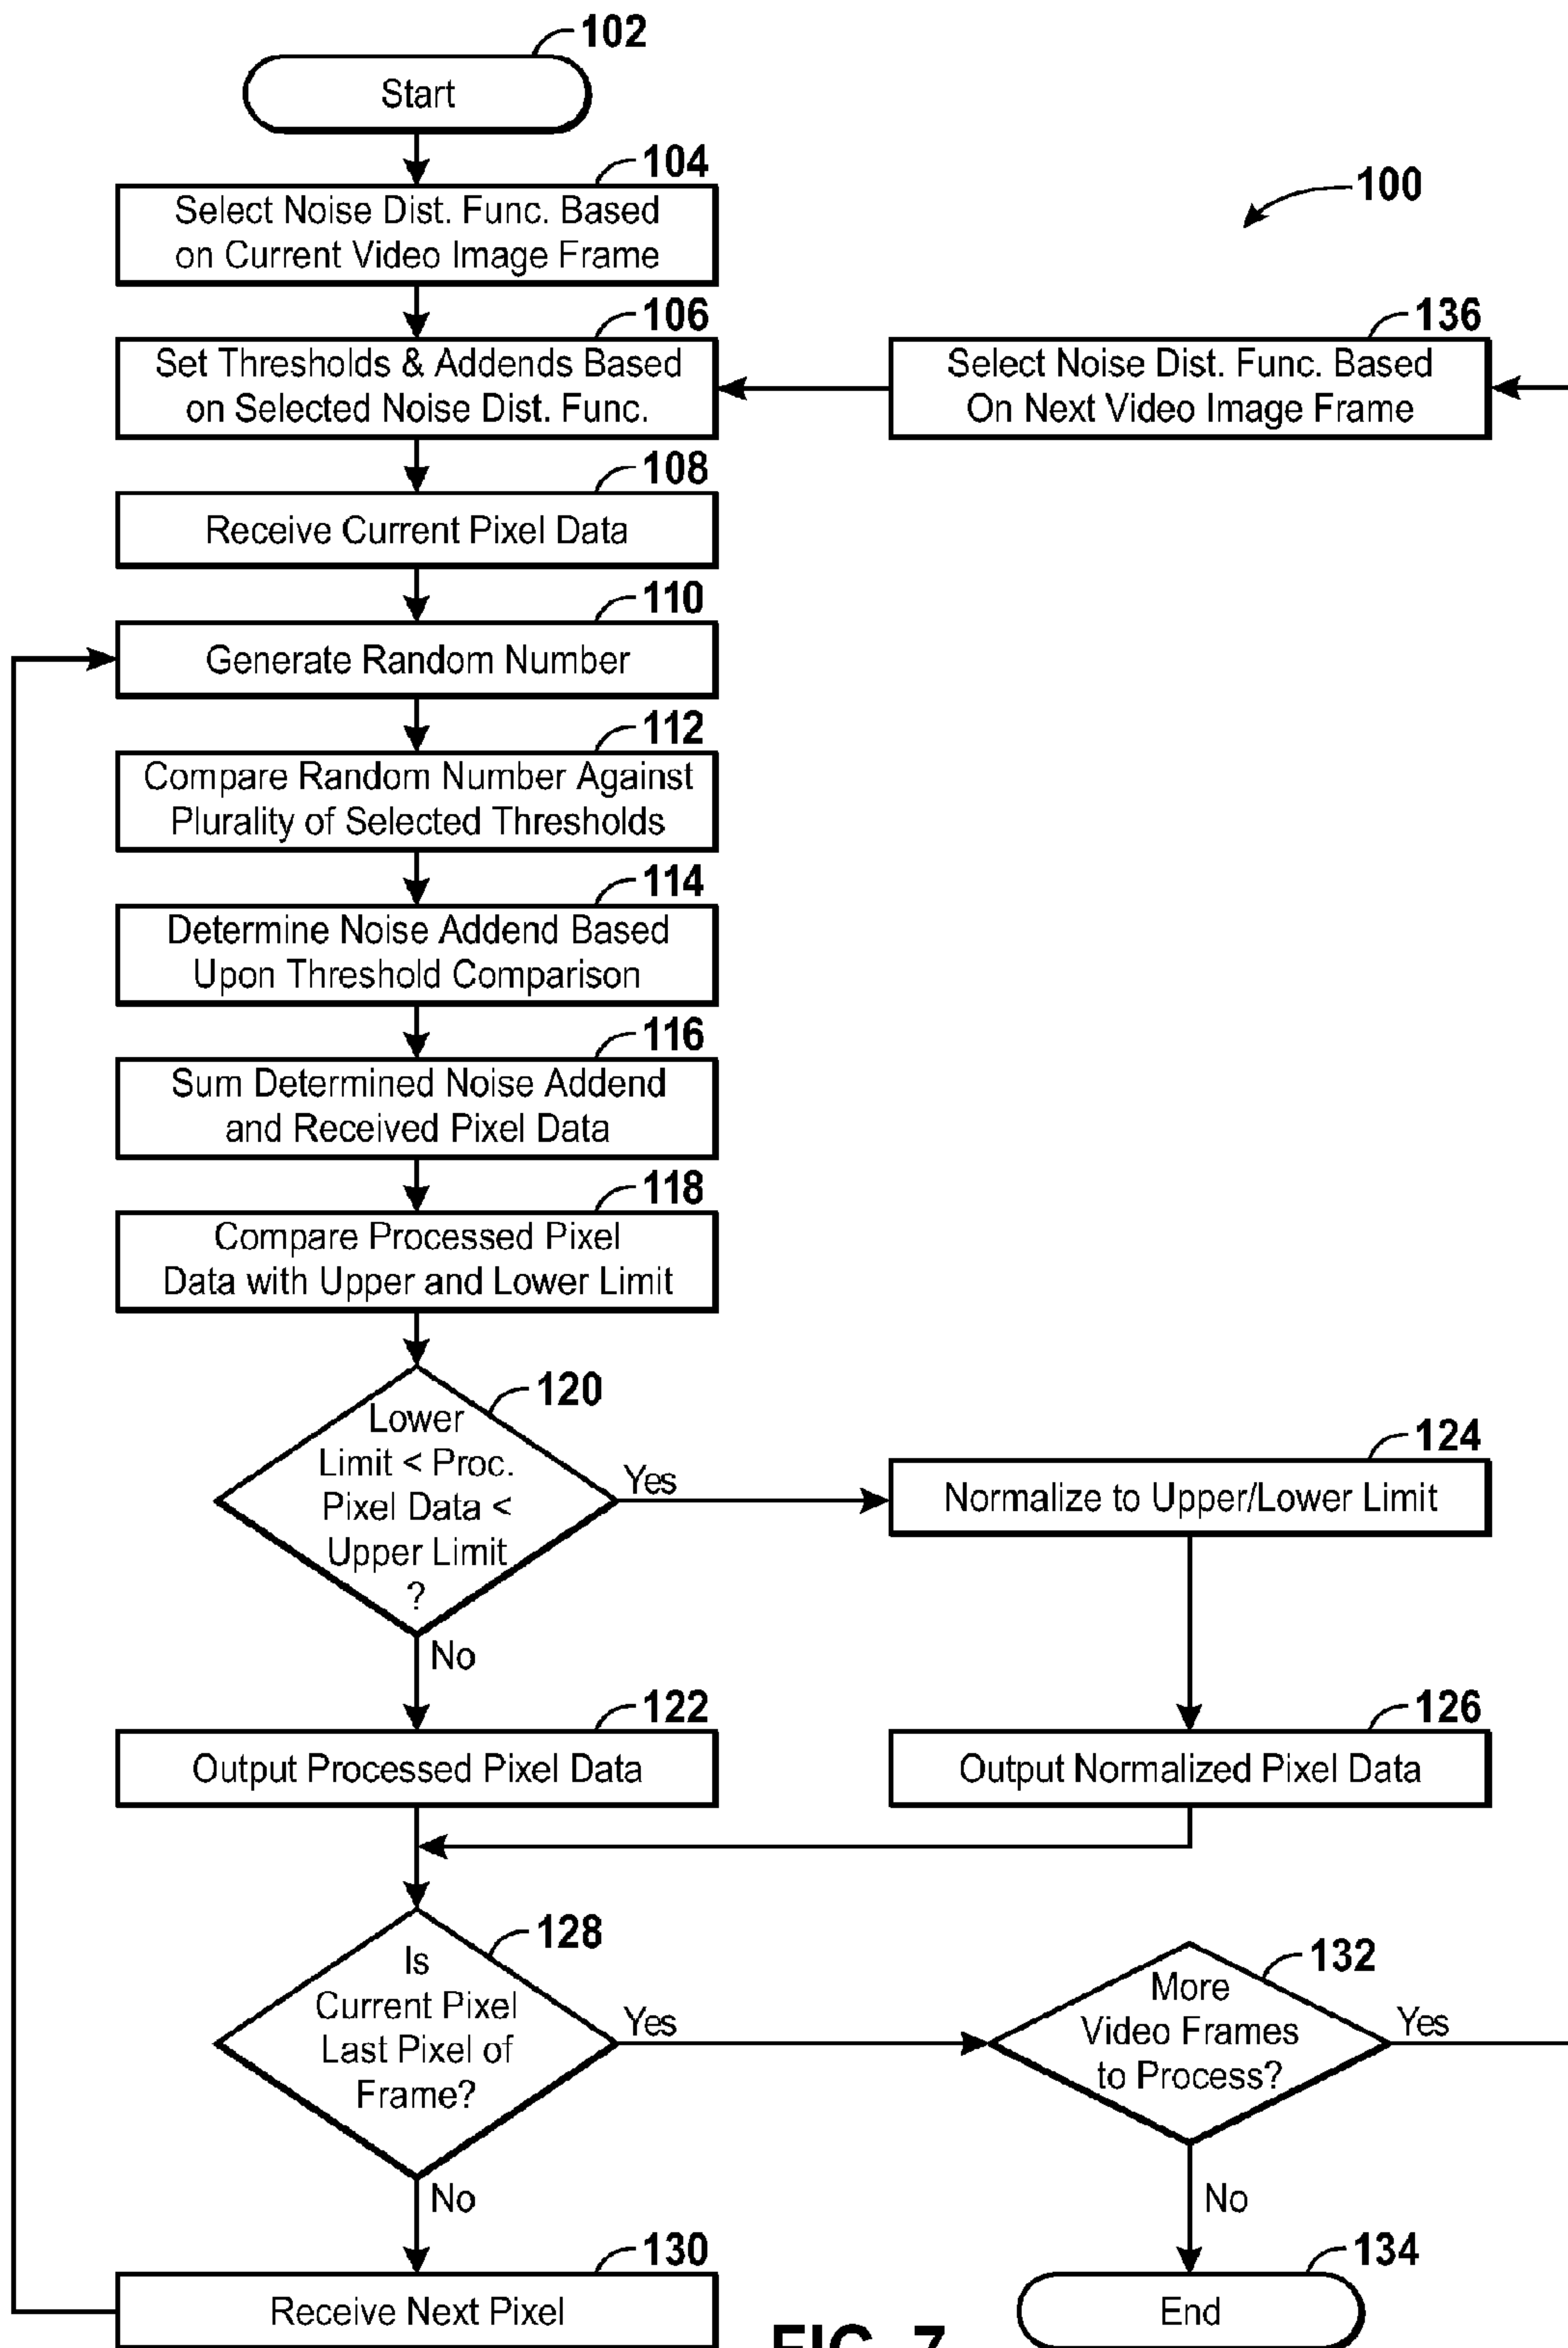 102
Start
104
Select Noise Dist. Func. Based
on Current Video Image Frame
100
106
Set Thresholds & Addends Based
on Selected Noise Dist. Func.
136
Select Noise Dist. Func. Based
On Next Video Image Frame
108
Receive Current Pixel Data
110
Generate Random Number
112
Compare Random Number Against
Plurality of Selected Thresholds
114
Determine Noise Addend Based
Upon Threshold Comparison
116
Sum Determined Noise Addend
and Received Pixel Data
118
Compare Processed Pixel
Data with Upper and Lower Limit
120
Lower
Limit < Proc.
Pixel Data <
Upper Limit
?
Yes
No
124
Normalize to Upper/Lower Limit
122
Output Processed Pixel Data
126
Output Normalized Pixel Data
128
Is
Current Pixel
Last Pixel of
Frame?
Yes
No
132
More
Video Frames
to Process?
Yes
No
130
Receive Next Pixel
134
End
FIG. 7